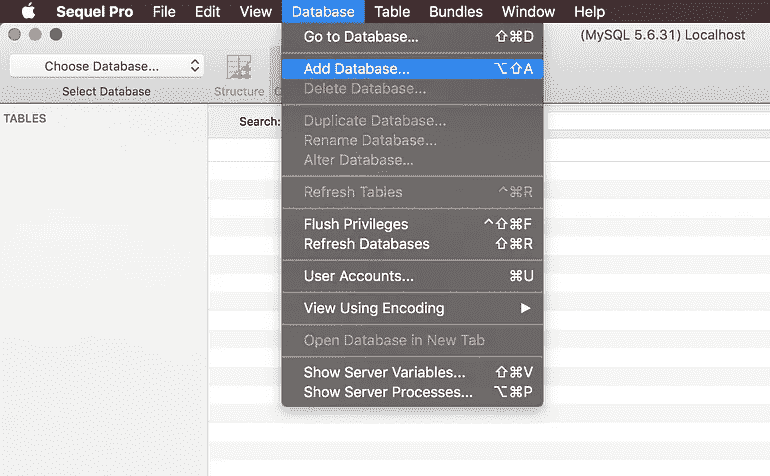 Sequel Pro File Edit View Database Table Bundles Window Help
(MySQL 5.6.31) Localhost
Choose Database...
Select Database
Structure
TABLES
Search:
Go to Database... ⇧⌘D
Add Database... ⌥⇧A
Delete Database...
Duplicate Database...
Rename Database...
Alter Database...
Refresh Tables ^⌘R
Flush Privileges ^⇧⌘F
Refresh Databases ⇧⌘R
User Accounts... ⌘U
View Using Encoding ▶
Open Database in New Tab
Show Server Variables... ⇧⌘V
Show Server Processes... ⌥⌘P